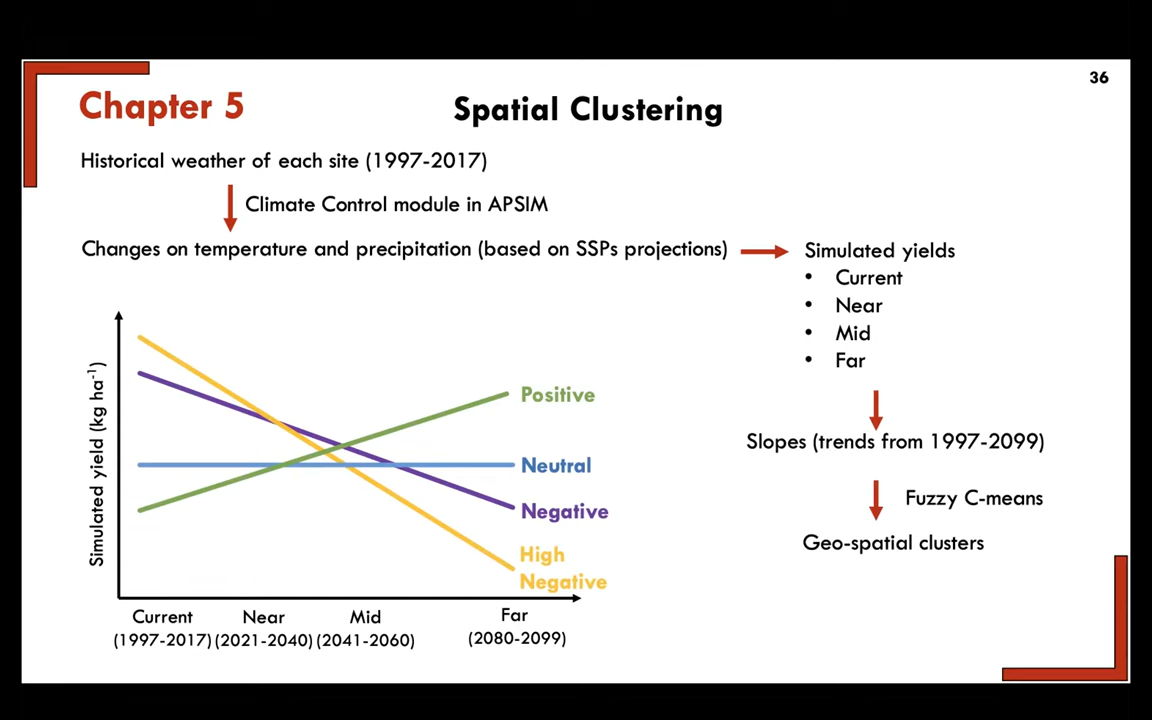 36
Chapter 5
Spatial Clustering
Historical weather of each site (1997-2017)
Climate Control module in APSIM
Changes on temperature and precipitation (based on SSPs projections)
Simulated yields
• Current
• Near
• Mid
• Far
Slopes (trends from 1997-2099)
Fuzzy C-means
Geo-spatial clusters
Simulated yield (kg ha⁻¹)
Positive
Neutral
Negative
High
Negative
Current
(1997-2017)
Near
(2021-2040)
Mid
(2041-2060)
Far
(2080-2099)